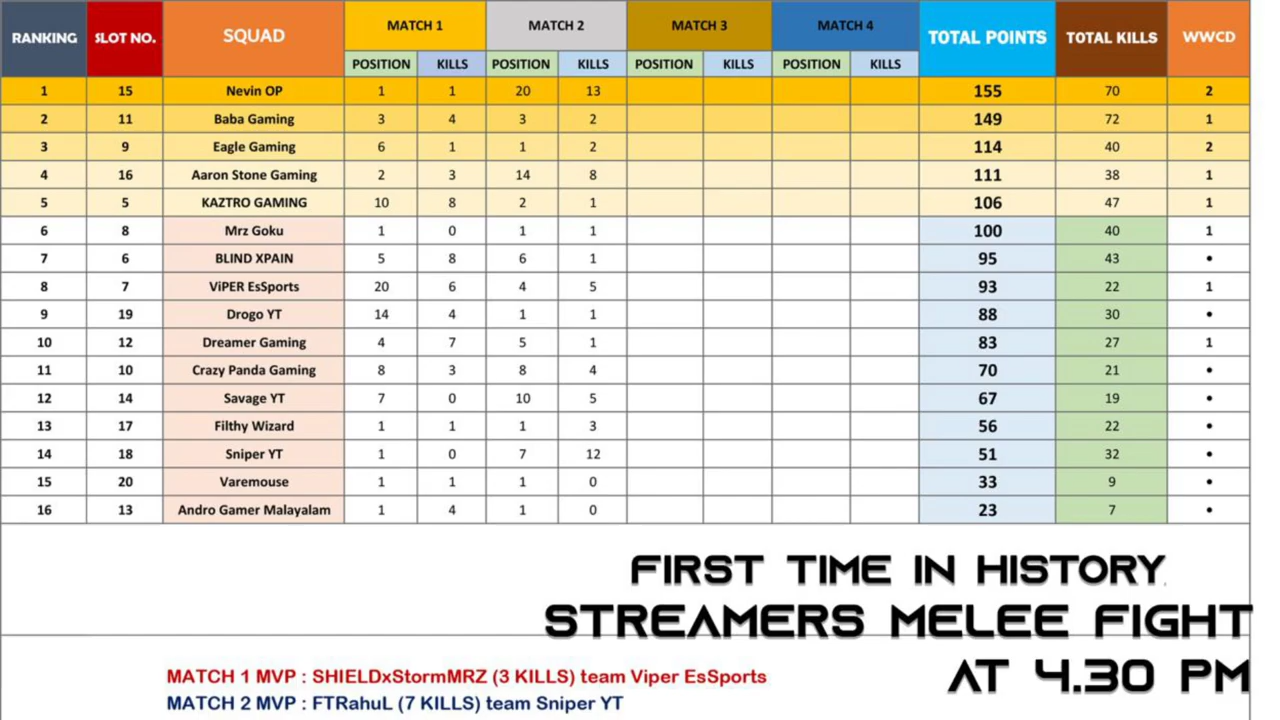 RANKING SLOT NO. SQUAD MATCH 1 MATCH 2 MATCH 3 MATCH 4 TOTAL POINTS TOTAL KILLS WWCD
POSITION KILLS POSITION KILLS POSITION KILLS POSITION KILLS
1 15 Nevin OP 1 1 20 13 155 70 2
2 11 Baba Gaming 3 4 3 2 149 72 1
3 9 Eagle Gaming 6 1 1 2 114 40 2
4 16 Aaron Stone Gaming 2 3 14 8 111 38 1
5 5 KAZTRO GAMING 10 8 2 1 106 47 1
6 8 Mrz Goku 1 0 1 1 100 40 1
7 6 BLIND XPAIN 5 8 6 1 95 43 •
8 7 ViPER EsSports 20 6 4 5 93 22 1
9 19 Drogo YT 14 4 1 1 88 30 •
10 12 Dreamer Gaming 4 7 5 1 83 27 1
11 10 Crazy Panda Gaming 8 3 8 4 70 21 •
12 14 Savage YT 7 0 10 5 67 19 •
13 17 Filthy Wizard 1 1 1 3 56 22 •
14 18 Sniper YT 1 0 7 12 51 32 •
15 20 Varemouse 1 1 1 0 33 9 •
16 13 Andro Gamer Malayalam 1 4 1 0 23 7 •
FIRST TIME IN HISTORY
STREAMERS MELEE FIGHT
AT 4.30 PM
MATCH 1 MVP : SHIELDxStormMRZ (3 KILLS) team Viper EsSports
MATCH 2 MVP : FTRahuL (7 KILLS) team Sniper YT